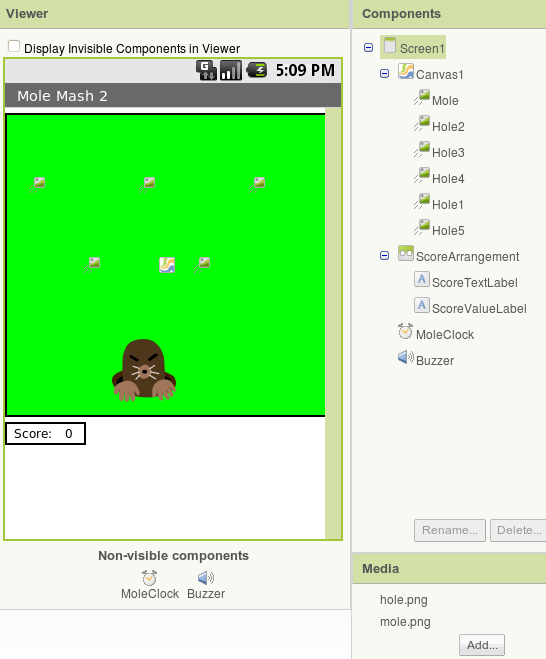 Viewer
Display Invisible Components in Viewer
G
5:09 PM
Mole Mash 2
Score: 0
Non-visible components
MoleClock Buzzer
Components
Screen1
Canvas1
Mole
Hole2
Hole3
Hole4
Hole1
Hole5
ScoreArrangement
A ScoreTextLabel
A ScoreValueLabel
MoleClock
Buzzer
Rename... Delete...
Media
hole.png
mole.png
Add...